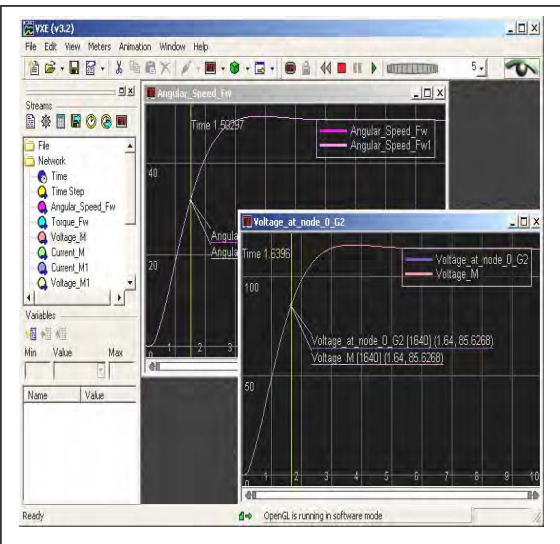 VXE (v3.2)
File Edit View Meters Animation Window Help
5
Streams
File
Network
Time
Time Step
Angular_Speed_Fw
Torque_Fw
Voltage_M
Current_M
Current_M1
Voltage_M1
Variables
Min Value Max
Name Value
Angular_Speed_Fw
Angular_Speed_Fw
Angular_Speed_Fw1
40
Angula
Angula
20
0 1 2 3
Voltage_at_node_0_G2
Time 1.6396
Voltage_at_node_0_G2
Voltage_M
100
Voltage_at_node_0_G2 [1640] (1.64, 85.6268)
Voltage_M [1640] (1.64, 85.6268)
50
0 1 2 3 4 5 6 7 8 9 10
Ready OpenGL is running in software mode